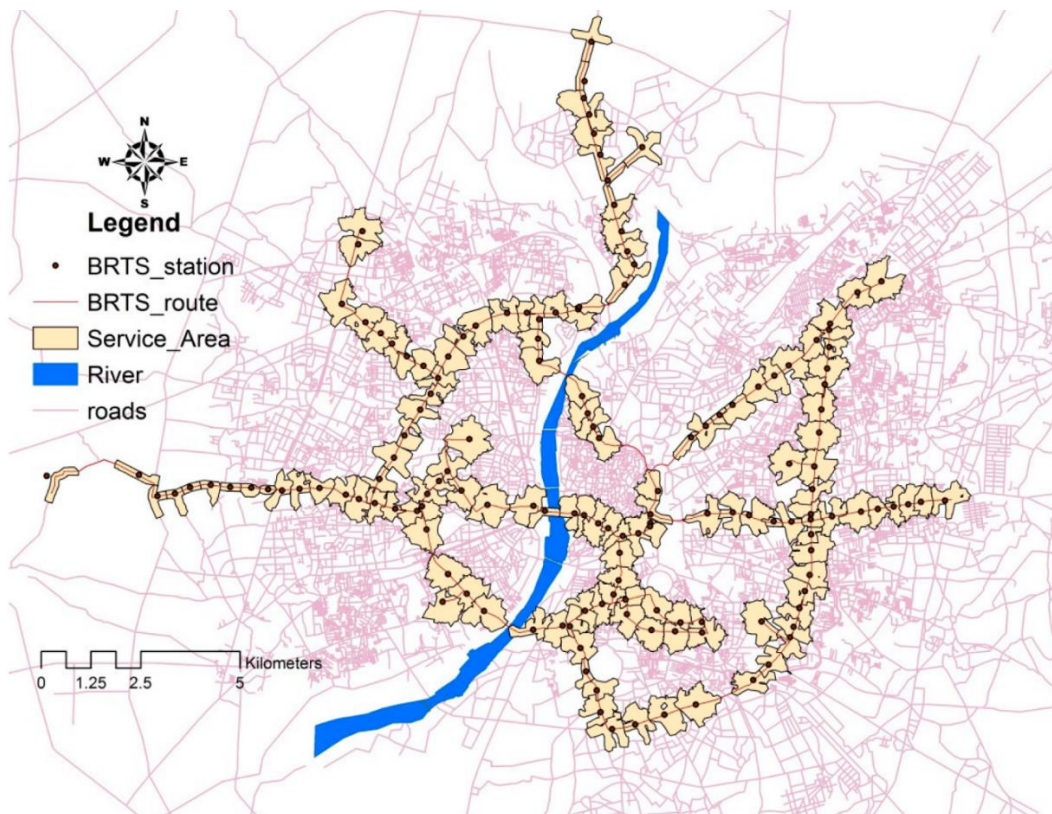 N
W E
S
Legend
BRTS_station
BRTS_route
Service_Area
River
roads
Kilometers
0 1.25 2.5 5